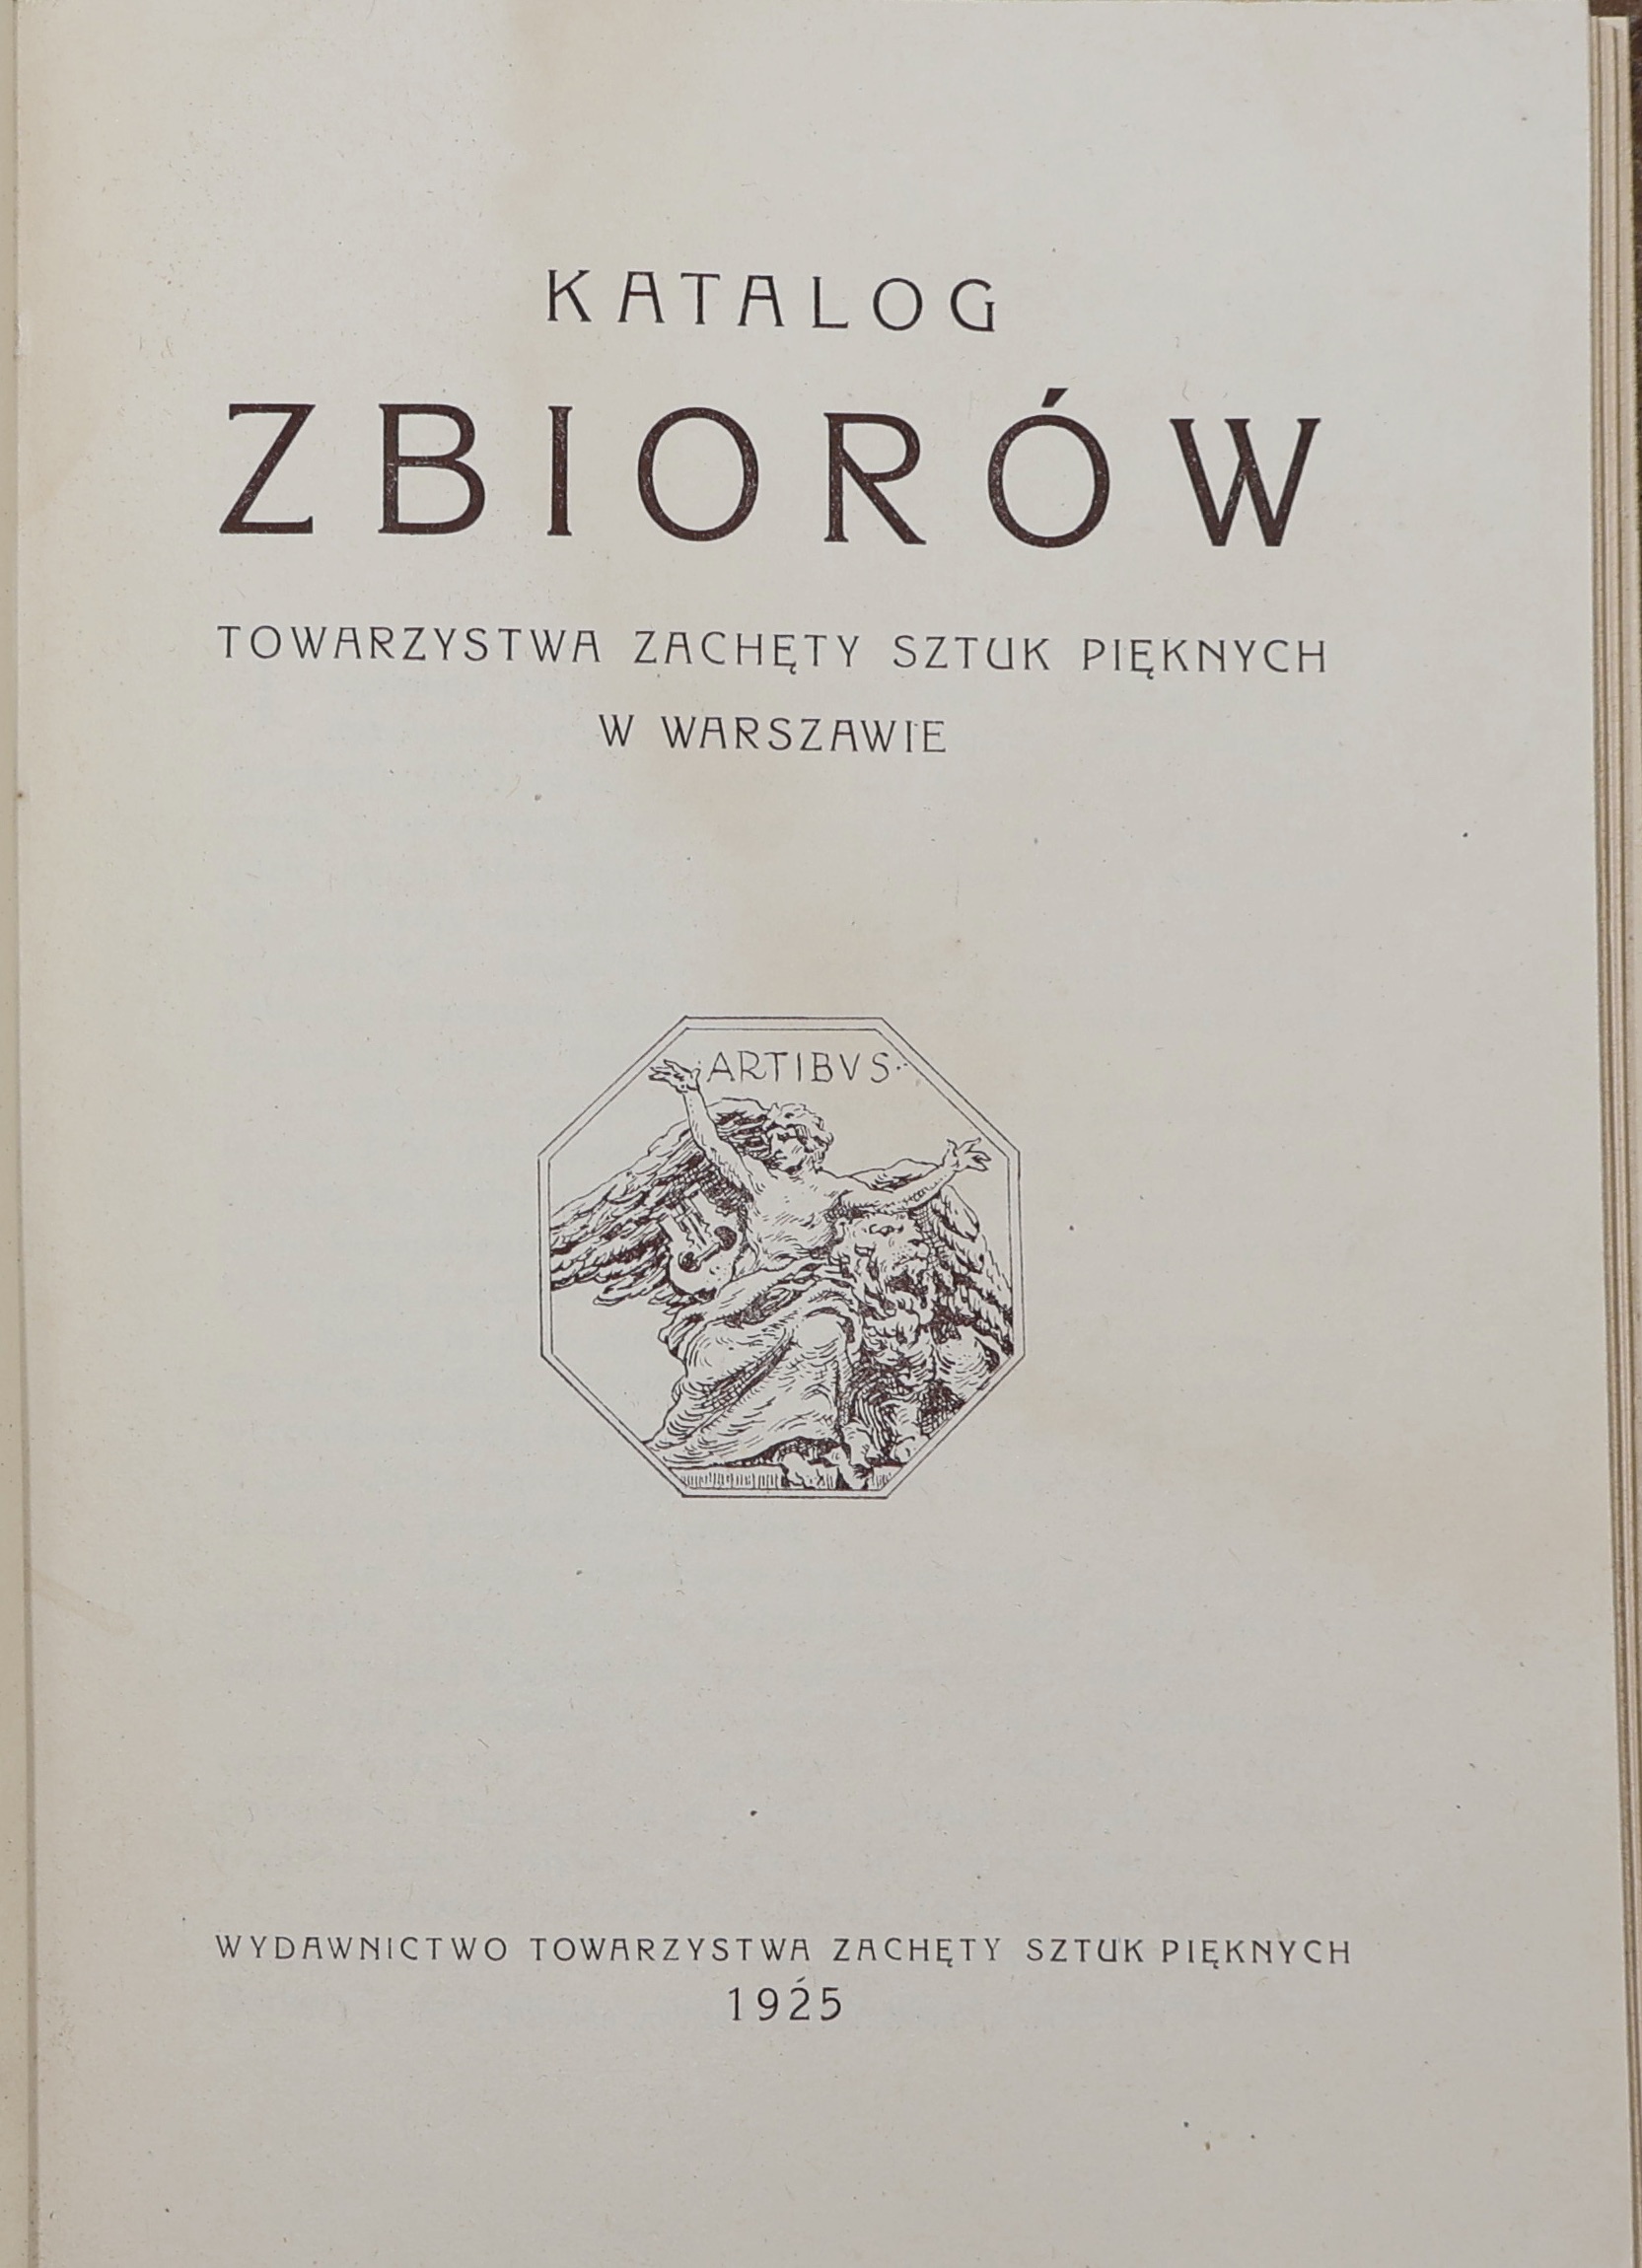 KATALOG
ZBIORÓW
TOWARZYSTWA ZACHĘTY SZTUK PIĘKNYCH
W WARSZAWIE
·ARTIBVS·
WYDAWNICTWO TOWARZYSTWA ZACHĘTY SZTUK PIĘKNYCH
1925